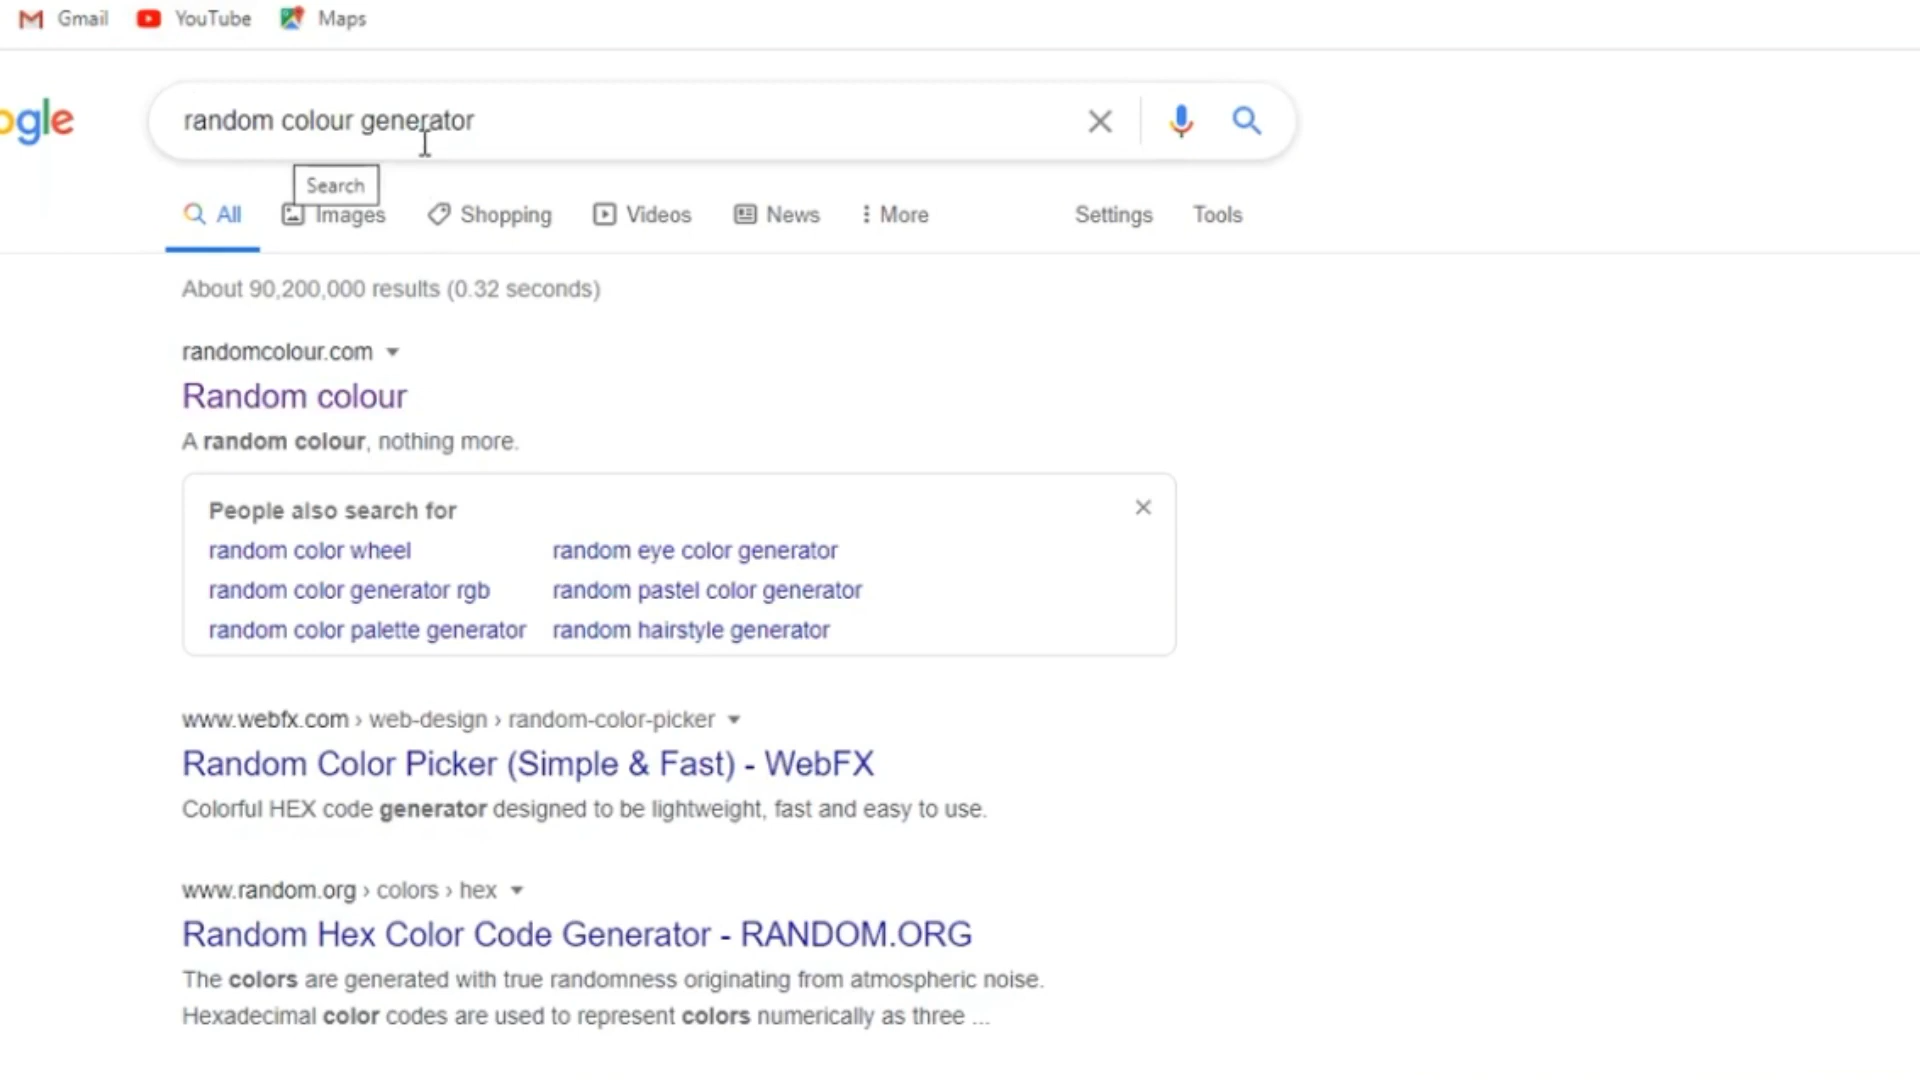 Gmail YouTube Maps
ogle random colour generator
Search
All Images Shopping Videos News More Settings Tools
About 90,200,000 results (0.32 seconds)
randomcolour.com
Random colour
A random colour, nothing more.
People also search for
random color wheel random eye color generator
random color generator rgb random pastel color generator
random color palette generator random hairstyle generator
www.webfx.com › web-design › random-color-picker
Random Color Picker (Simple & Fast) - WebFX
Colorful HEX code generator designed to be lightweight, fast and easy to use.
www.random.org › colors › hex
Random Hex Color Code Generator - RANDOM.ORG
The colors are generated with true randomness originating from atmospheric noise.
Hexadecimal color codes are used to represent colors numerically as three ...